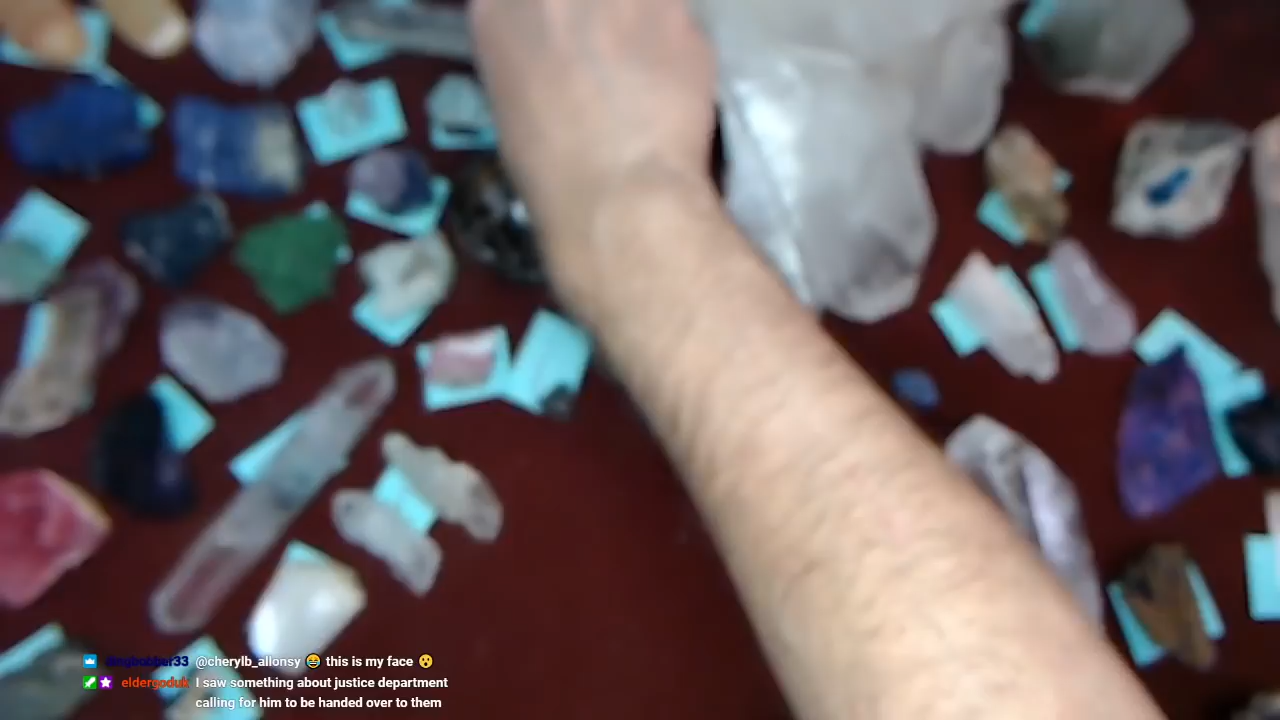 @cherylb_allonsy 😂 this is my face 😮
eldergoduk I saw something about justice department
calling for him to be handed over to them